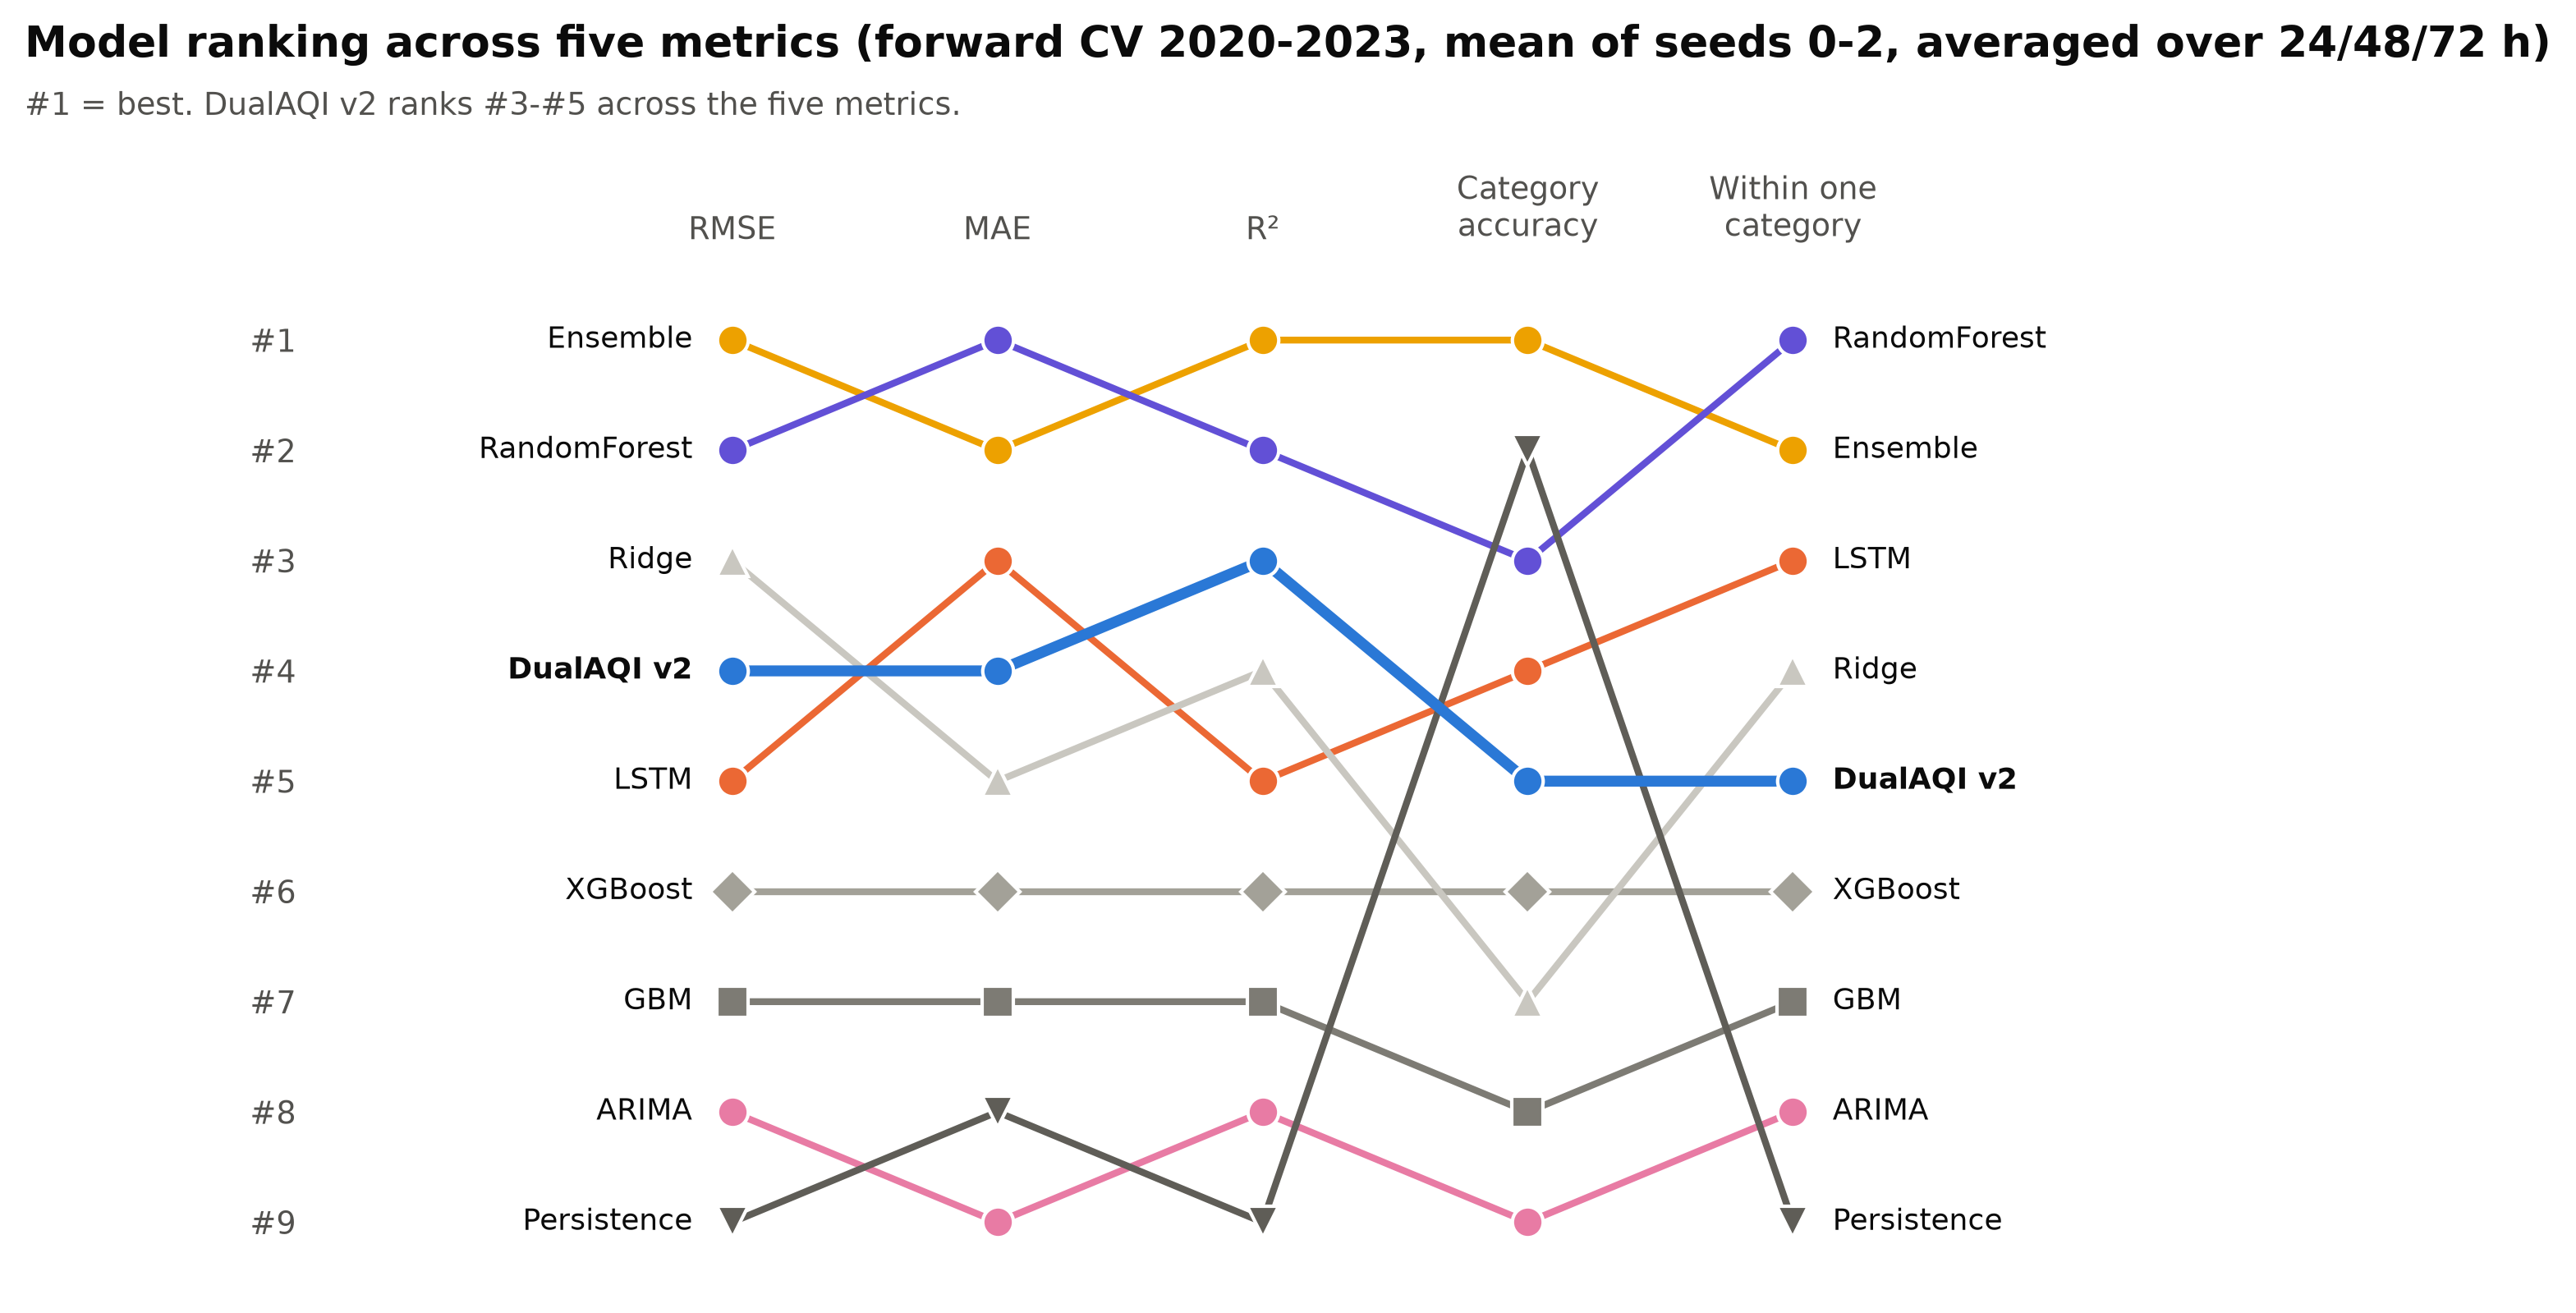 Model ranking across five metrics (forward CV 2020-2023, mean of seeds 0-2, averaged over 24/48/72 h)
#1 = best. DualAQI v2 ranks #3-#5 across the five metrics.
RMSE
MAE
R²
Category
accuracy
Within one
category
#1
Ensemble
RandomForest
#2
RandomForest
Ensemble
#3
Ridge
LSTM
#4
DualAQI v2
Ridge
#5
LSTM
DualAQI v2
#6
XGBoost
XGBoost
#7
GBM
GBM
#8
ARIMA
ARIMA
#9
Persistence
Persistence